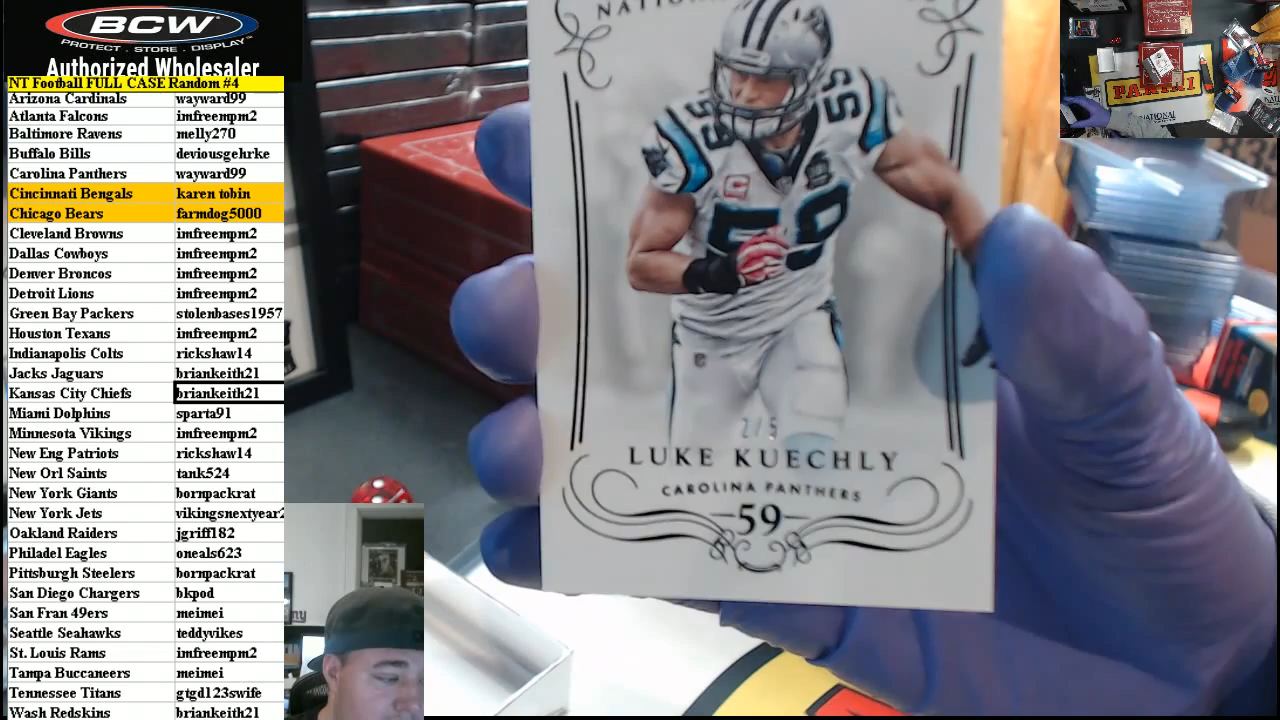 BCW
PROTECT . STORE . DISPLAY
Authorized Wholesaler
NT Football FULL CASE Random #4
Arizona Cardinals wayward99
Atlanta Falcons imfreempm2
Baltimore Ravens melly270
Buffalo Bills deviousgehrke
Carolina Panthers wayward99
Cincinnati Bengals karen tobin
Chicago Bears farmdog5000
Cleveland Browns imfreempm2
Dallas Cowboys imfreempm2
Denver Broncos imfreempm2
Detroit Lions imfreempm2
Green Bay Packers stolenbases1957
Houston Texans imfreempm2
Indianapolis Colts rickshaw14
Jacks Jaguars briankeith21
Kansas City Chiefs briankeith21
Miami Dolphins sparta91
Minnesota Vikings imfreempm2
New Eng Patriots rickshaw14
New Orl Saints tank524
New York Giants bornpackrat
New York Jets vikingsnextyear2
Oakland Raiders jgriff182
Philadel Eagles oneals623
Pittsburgh Steelers bornpackrat
San Diego Chargers bkpod
San Fran 49ers meimei
Seattle Seahawks teddyvikes
St. Louis Rams imfreempm2
Tampa Buccaneers meimei
Tennessee Titans gtgd123swife
Wash Redskins briankeith21
59
59
59
2/5
LUKE KUECHLY
CAROLINA PANTHERS
59
PANINI